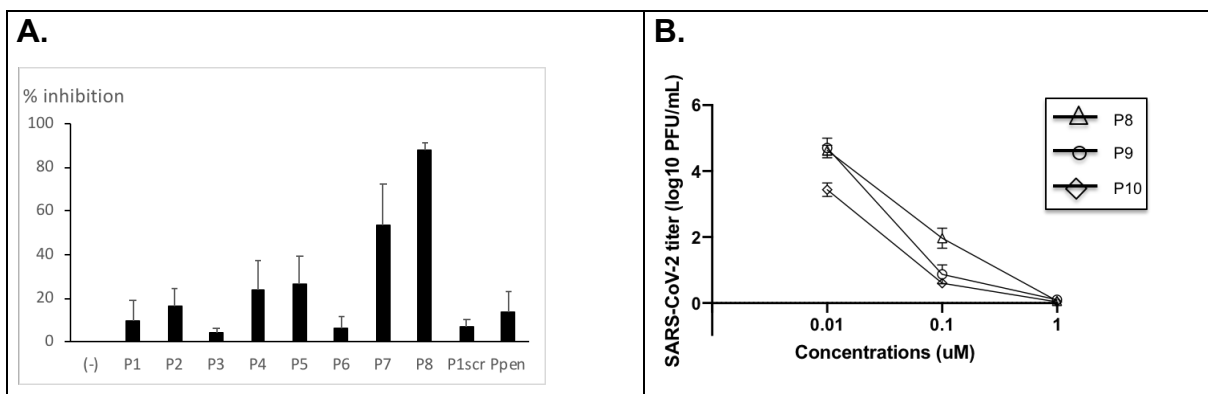 A.
% inhibition
100
80
60
40
20
0
(-) P1 P2 P3 P4 P5 P6 P7 P8 P1scr Ppen
B.
SARS-CoV-2 titer (log10 PFU/mL)
6
4
2
0
0.01 0.1 1
Concentrations (uM)
P8
P9
P10